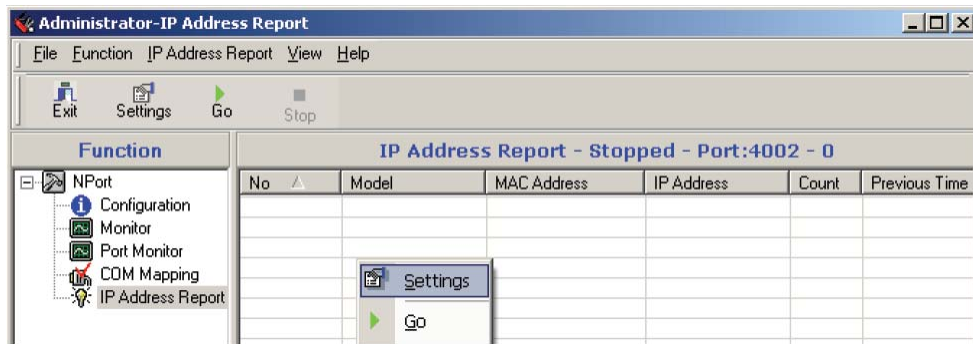 Administrator-IP Address Report
File Function IP Address Report View Help
Exit Settings Go Stop
Function
IP Address Report - Stopped - Port:4002 - 0
No Model MAC Address IP Address Count Previous Time
NPort
Configuration
Monitor
Port Monitor
COM Mapping
IP Address Report
Settings
Go